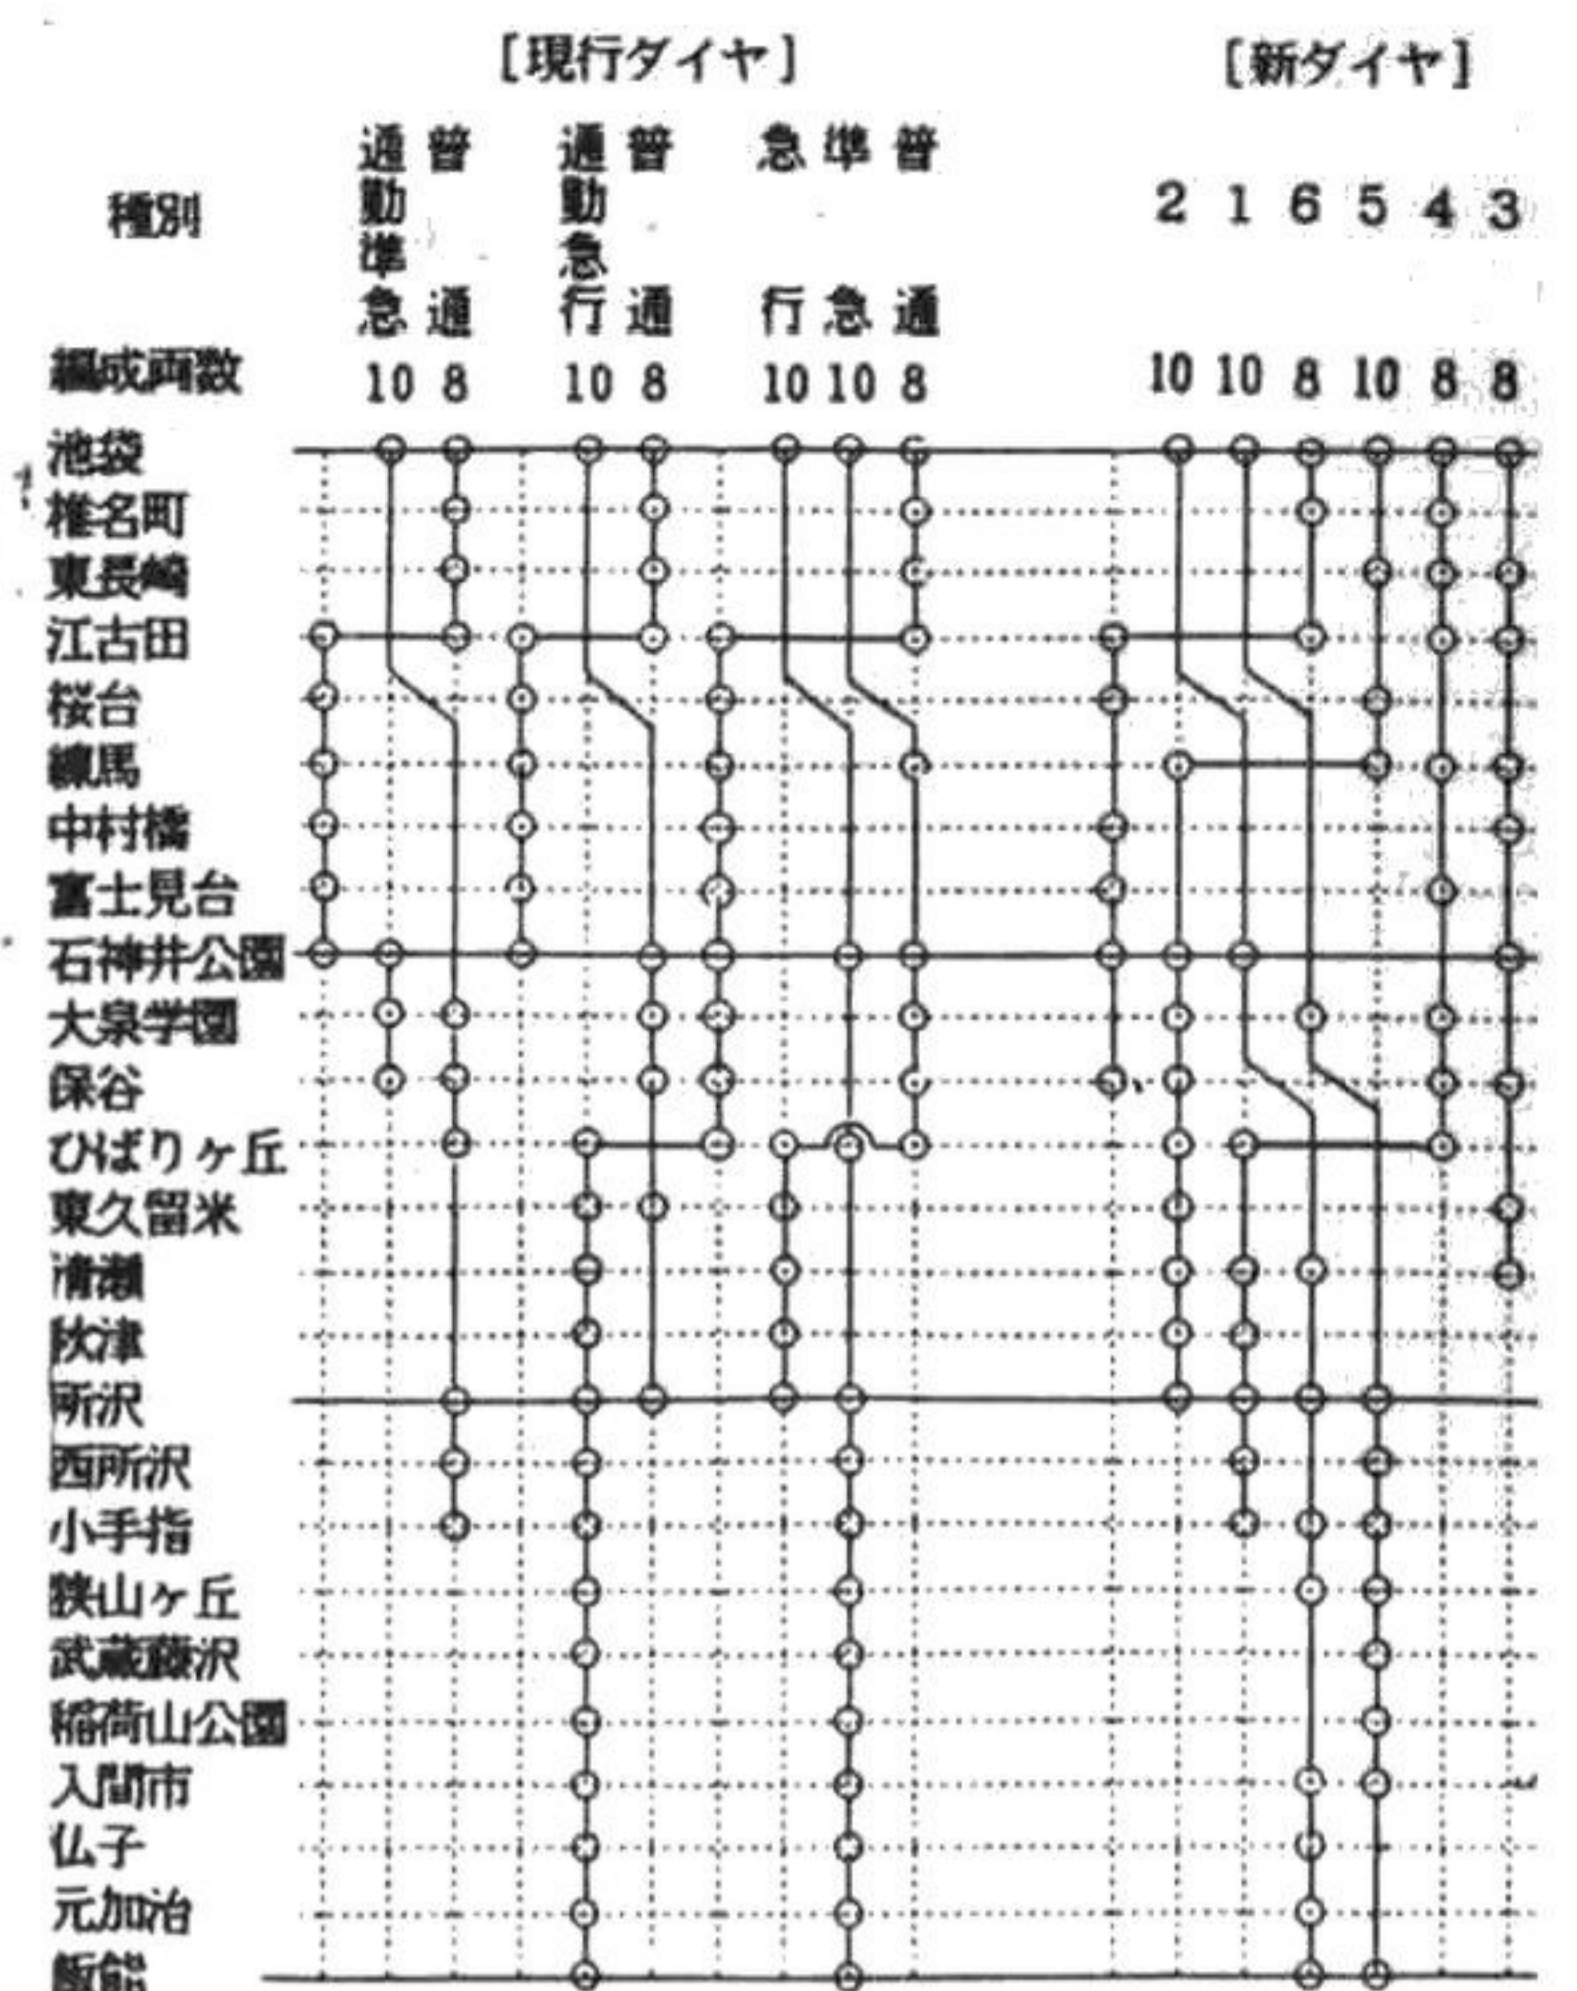 [現行ダイヤ] [新ダイヤ]
種別 通勤準急 普通 通勤急行 普通 急行 準急 普通 2 1 6 5 4 3
編成両数 10 8 10 8 10 10 8 10 10 8 10 8 8
池袋
椎名町
東長崎
江古田
桜台
練馬
中村橋
富士見台
石神井公園
大泉学園
保谷
ひばりヶ丘
東久留米
清瀬
秋津
所沢
西所沢
小手指
狭山ヶ丘
武蔵藤沢
稲荷山公園
入間市
仏子
元加治
飯能